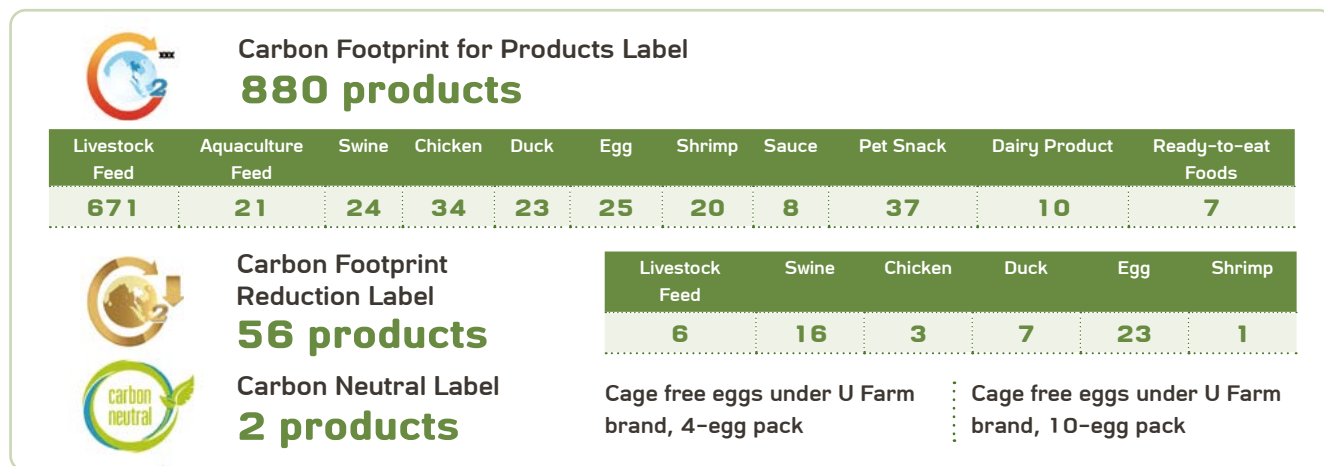 xxx
2
Carbon Footprint for Products Label
880 products
Livestock Feed Aquaculture Feed Swine Chicken Duck Egg Shrimp Sauce Pet Snack Dairy Product Ready-to-eat Foods
671 21 24 34 23 25 20 8 37 10 7
2
Carbon Footprint
Reduction Label
56 products
Livestock Feed Swine Chicken Duck Egg Shrimp
6 16 3 7 23 1
carbon
neutral
Carbon Neutral Label
2 products
Cage free eggs under U Farm
brand, 4-egg pack
Cage free eggs under U Farm
brand, 10-egg pack